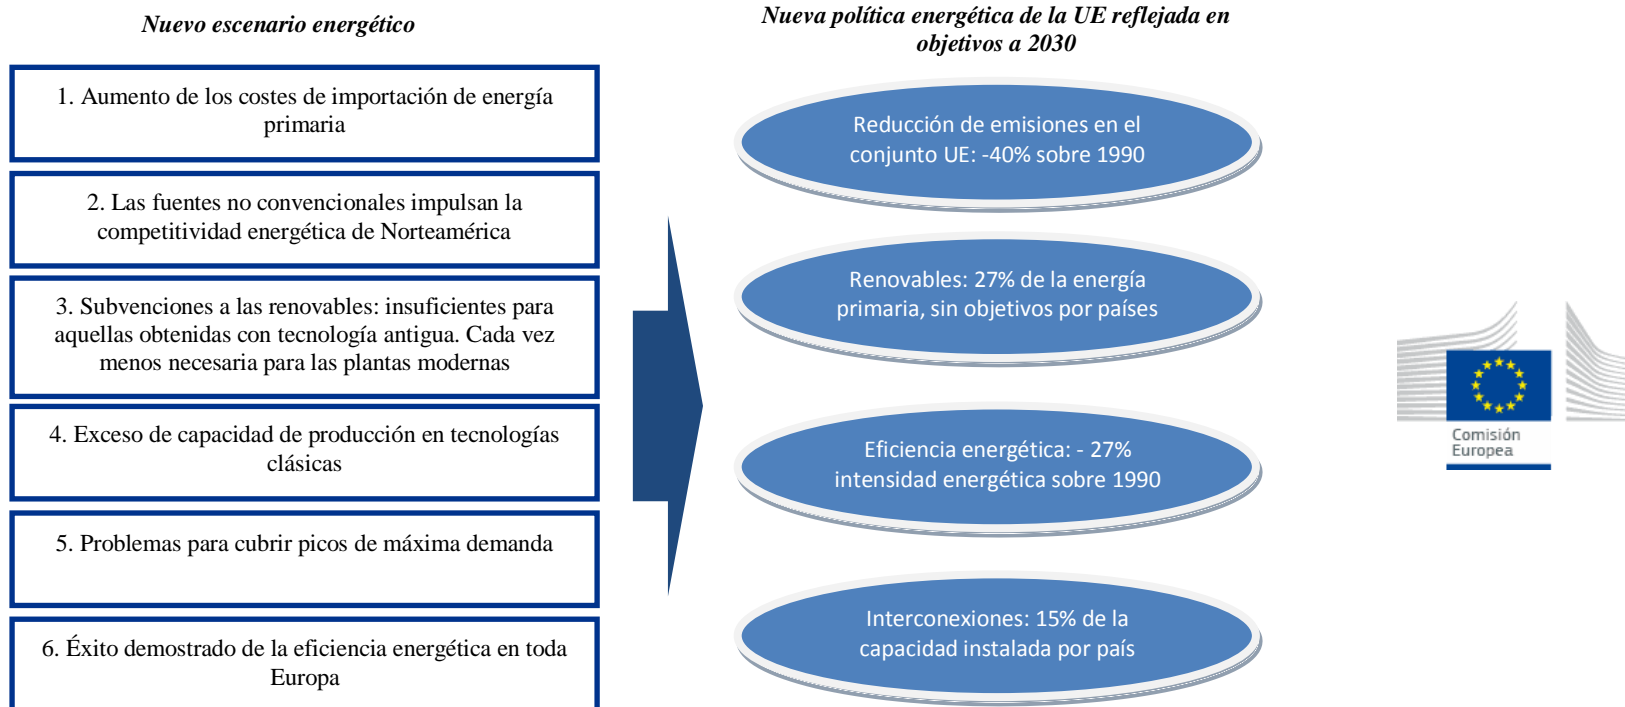 Nuevo escenario energético
1. Aumento de los costes de importación de energía
primaria
2. Las fuentes no convencionales impulsan la
competitividad energética de Norteamérica
3. Subvenciones a las renovables: insuficientes para
aquellas obtenidas con tecnología antigua. Cada vez
menos necesaria para las plantas modernas
4. Exceso de capacidad de producción en tecnologías
clásicas
5. Problemas para cubrir picos de máxima demanda
6. Éxito demostrado de la eficiencia energética en toda
Europa
Nueva política energética de la UE reflejada en
objetivos a 2030
Reducción de emisiones en el
conjunto UE: -40% sobre 1990
Renovables: 27% de la energía
primaria, sin objetivos por países
Eficiencia energética: - 27%
intensidad energética sobre 1990
Interconexiones: 15% de la
capacidad instalada por país
Comisión
Europea